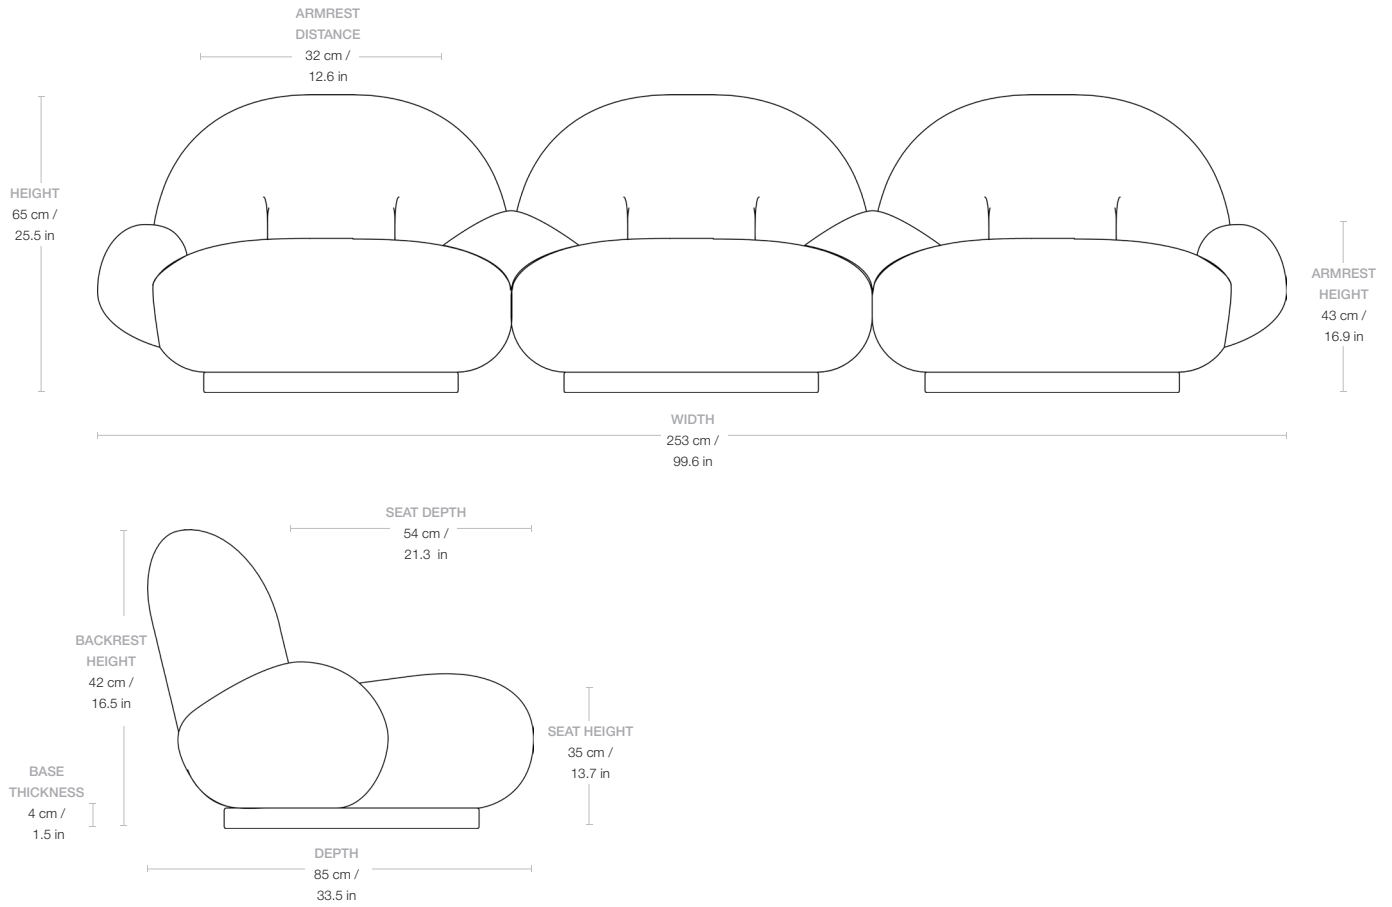 ARMREST
DISTANCE
32 cm /
12.6 in
HEIGHT
65 cm /
25.5 in
ARMREST
HEIGHT
43 cm /
16.9 in
WIDTH
253 cm /
99.6 in
SEAT DEPTH
54 cm /
21.3 in
BACKREST
HEIGHT
42 cm /
16.5 in
SEAT HEIGHT
35 cm /
13.7 in
BASE
THICKNESS
4 cm /
1.5 in
DEPTH
85 cm /
33.5 in